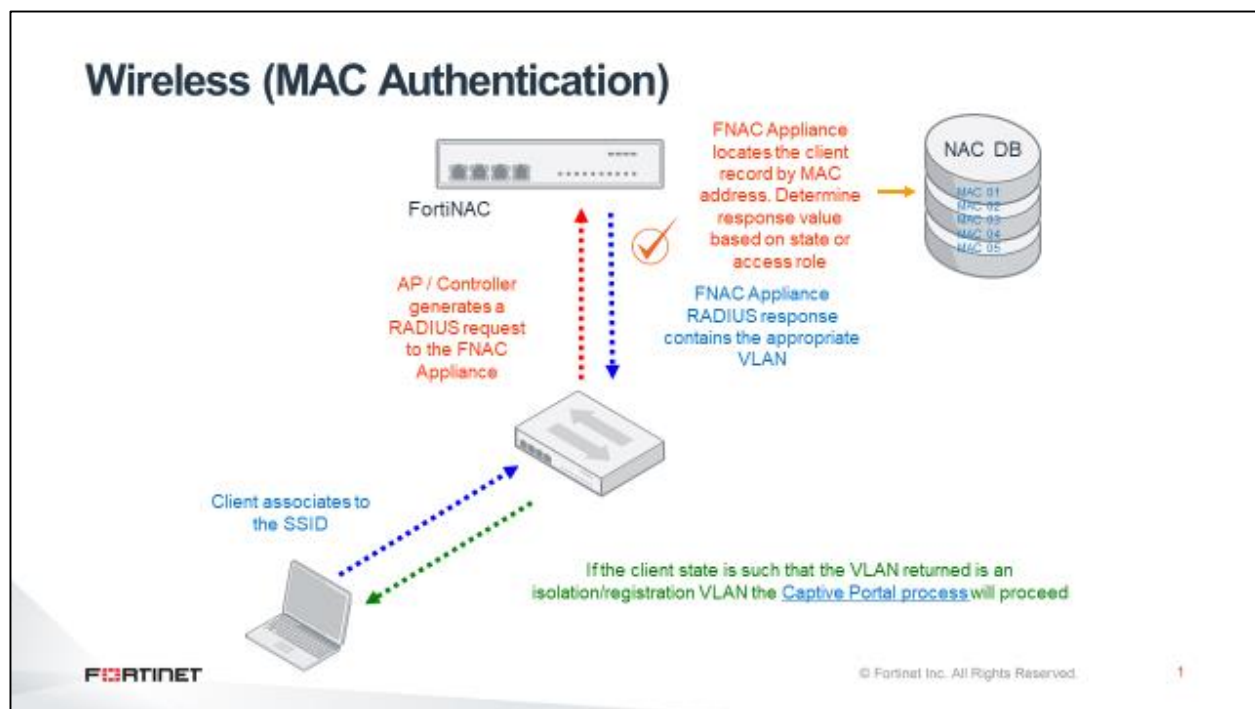 Wireless (MAC Authentication)
FortiNAC
FNAC Appliance
locates the client
record by MAC
address. Determine
response value
based on state or
access role
NAC DB
MAC 01
MAC 02
MAC 03
MAC 04
MAC 05
AP / Controller
generates a
RADIUS request
to the FNAC
Appliance
FNAC Appliance
RADIUS response
contains the appropriate
VLAN
Client associates to
the SSID
If the client state is such that the VLAN returned is an
isolation/registration VLAN the Captive Portal process will proceed
FORTINET
© Fortinet Inc. All Rights Reserved.
1